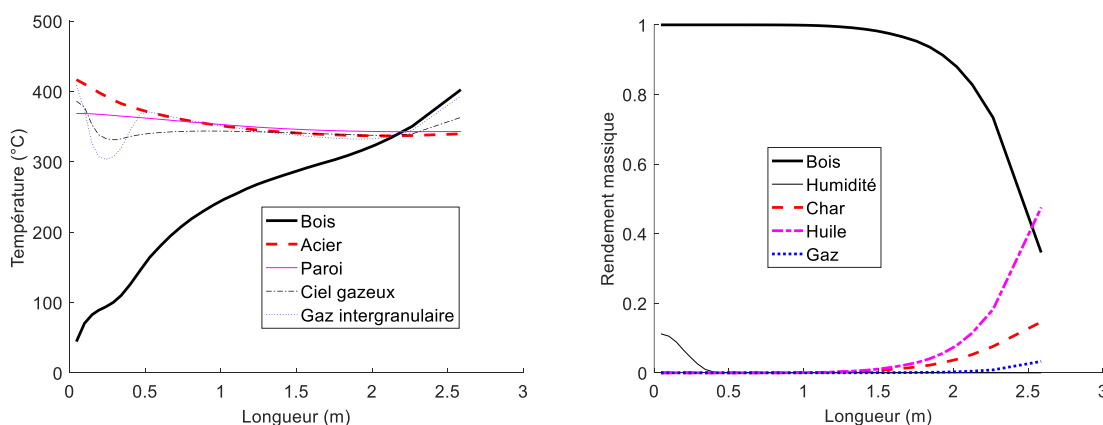 500
400
300
200
100
0
Température (°C)
Bois
Acier
Paroi
Ciel gazeux
Gaz intergranulaire
0
0.5
1
1.5
2
2.5
3
Longueur (m)
1
0.8
0.6
0.4
0.2
0
Rendement massique
Bois
Humidité
Char
Huile
Gaz
0
0.5
1
1.5
2
2.5
3
Longueur (m)